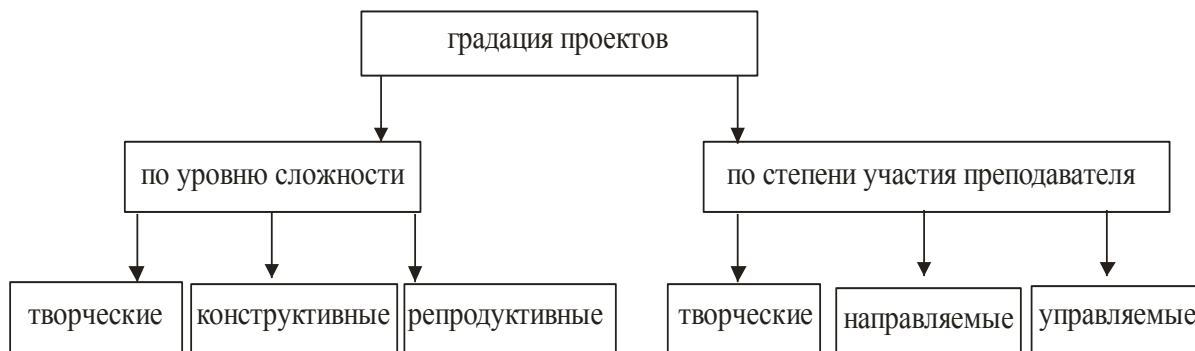 градация проектов
по уровню сложности
по степени участия преподавателя
творческие
конструктивные
репродуктивные
творческие
направляемые
управляемые